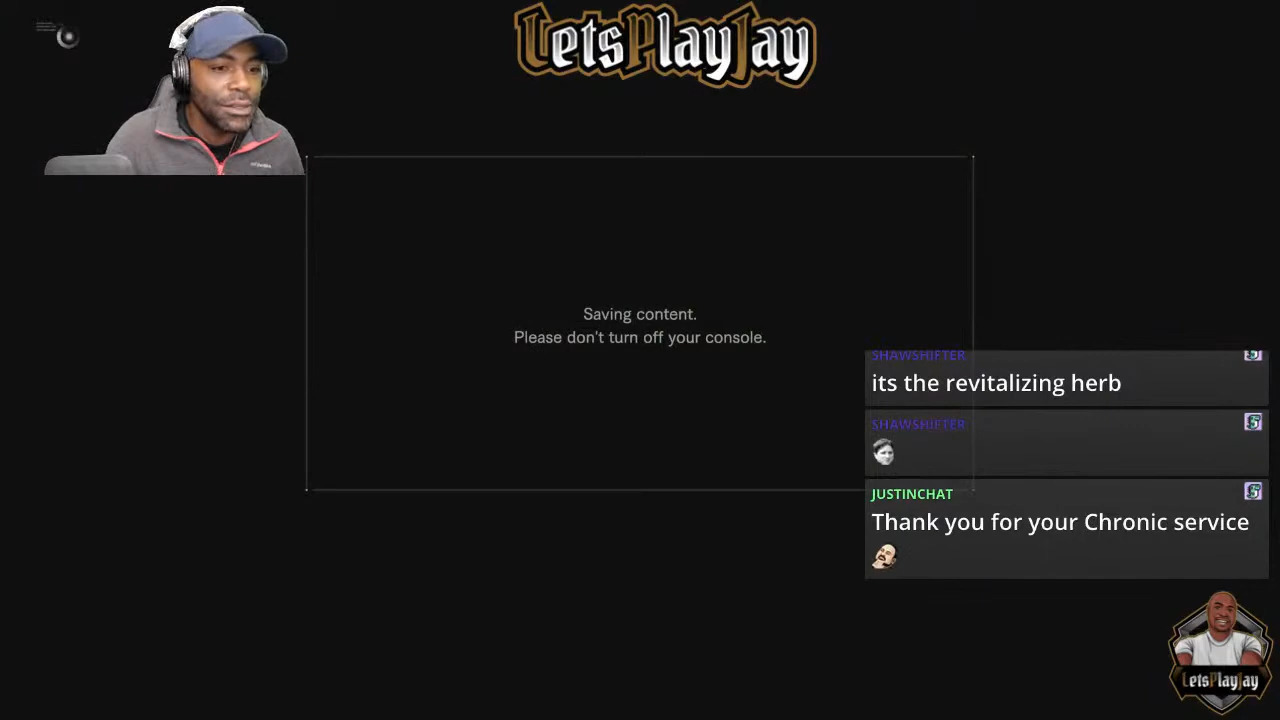 LetsPlayJay
Saving content.
Please don't turn off your console.
SHAWSHIFTER
its the revitalizing herb
SHAWSHIFTER
JUSTINCHAT
Thank you for your Chronic service
LetsPlayJay